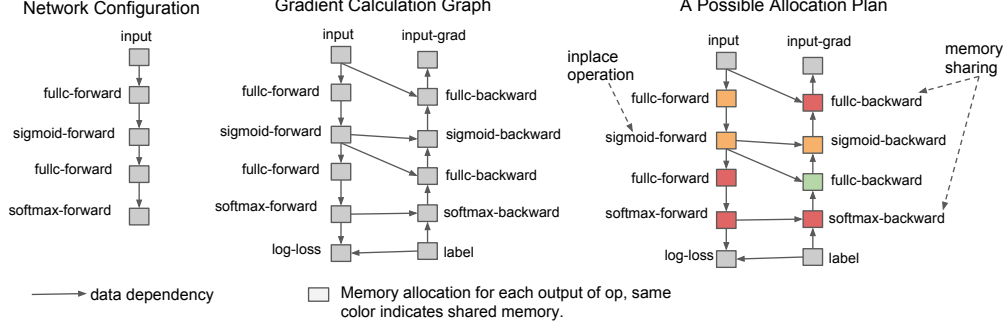 Network Configuration
Gradient Calculation Graph
A Possible Allocation Plan
input
fullc-forward
sigmoid-forward
fullc-forward
softmax-forward
input
input-grad
fullc-forward
fullc-backward
sigmoid-forward
sigmoid-backward
fullc-forward
fullc-backward
softmax-forward
softmax-backward
log-loss
label
input
input-grad
inplace
operation
memory
sharing
fullc-forward
fullc-backward
sigmoid-forward
sigmoid-backward
fullc-forward
fullc-backward
softmax-forward
softmax-backward
log-loss
label
data dependency
Memory allocation for each output of op, same
color indicates shared memory.